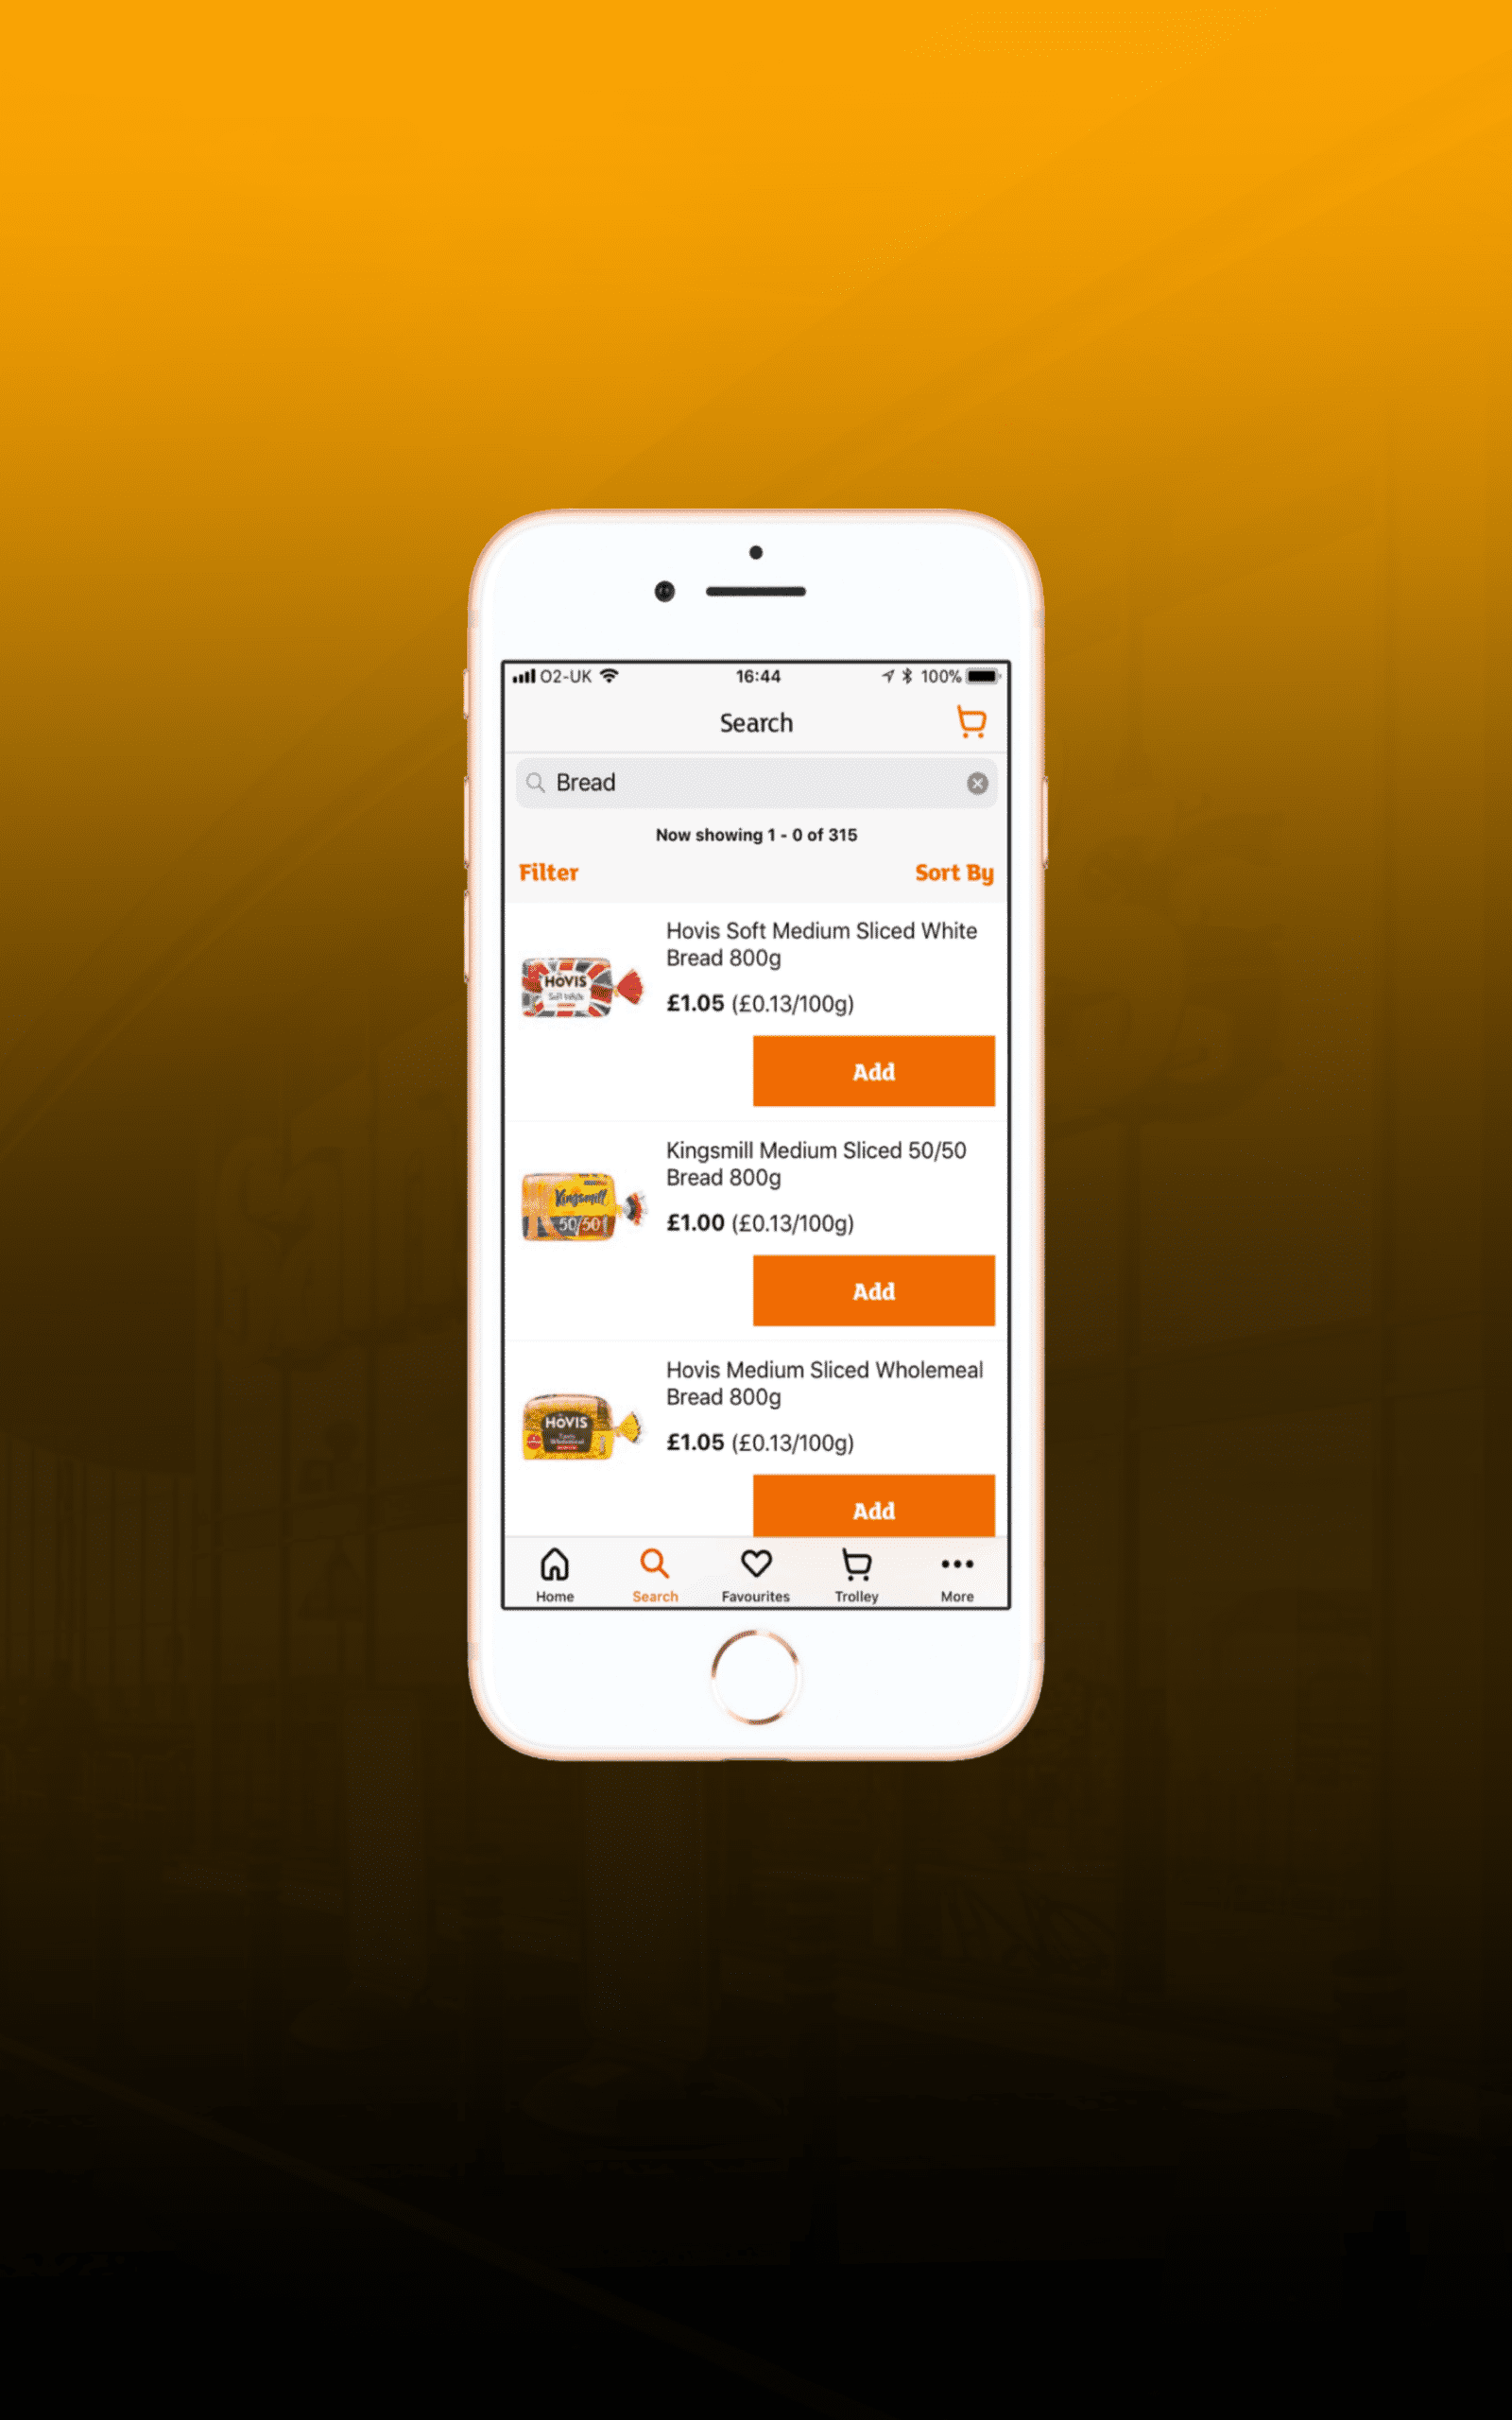 O2-UK 16:44 100%
Search
Bread
Now showing 1 - 0 of 315
Filter Sort By
Hovis Soft Medium Sliced White
Bread 800g
HOVIS
Soft White
£1.05 (£0.13/100g)
Add
Kingsmill Medium Sliced 50/50
Bread 800g
Kingsmill
50/50
£1.00 (£0.13/100g)
Add
Hovis Medium Sliced Wholemeal
Bread 800g
HOVIS
Wholemeal
£1.05 (£0.13/100g)
Add
Home Search Favourites Trolley More